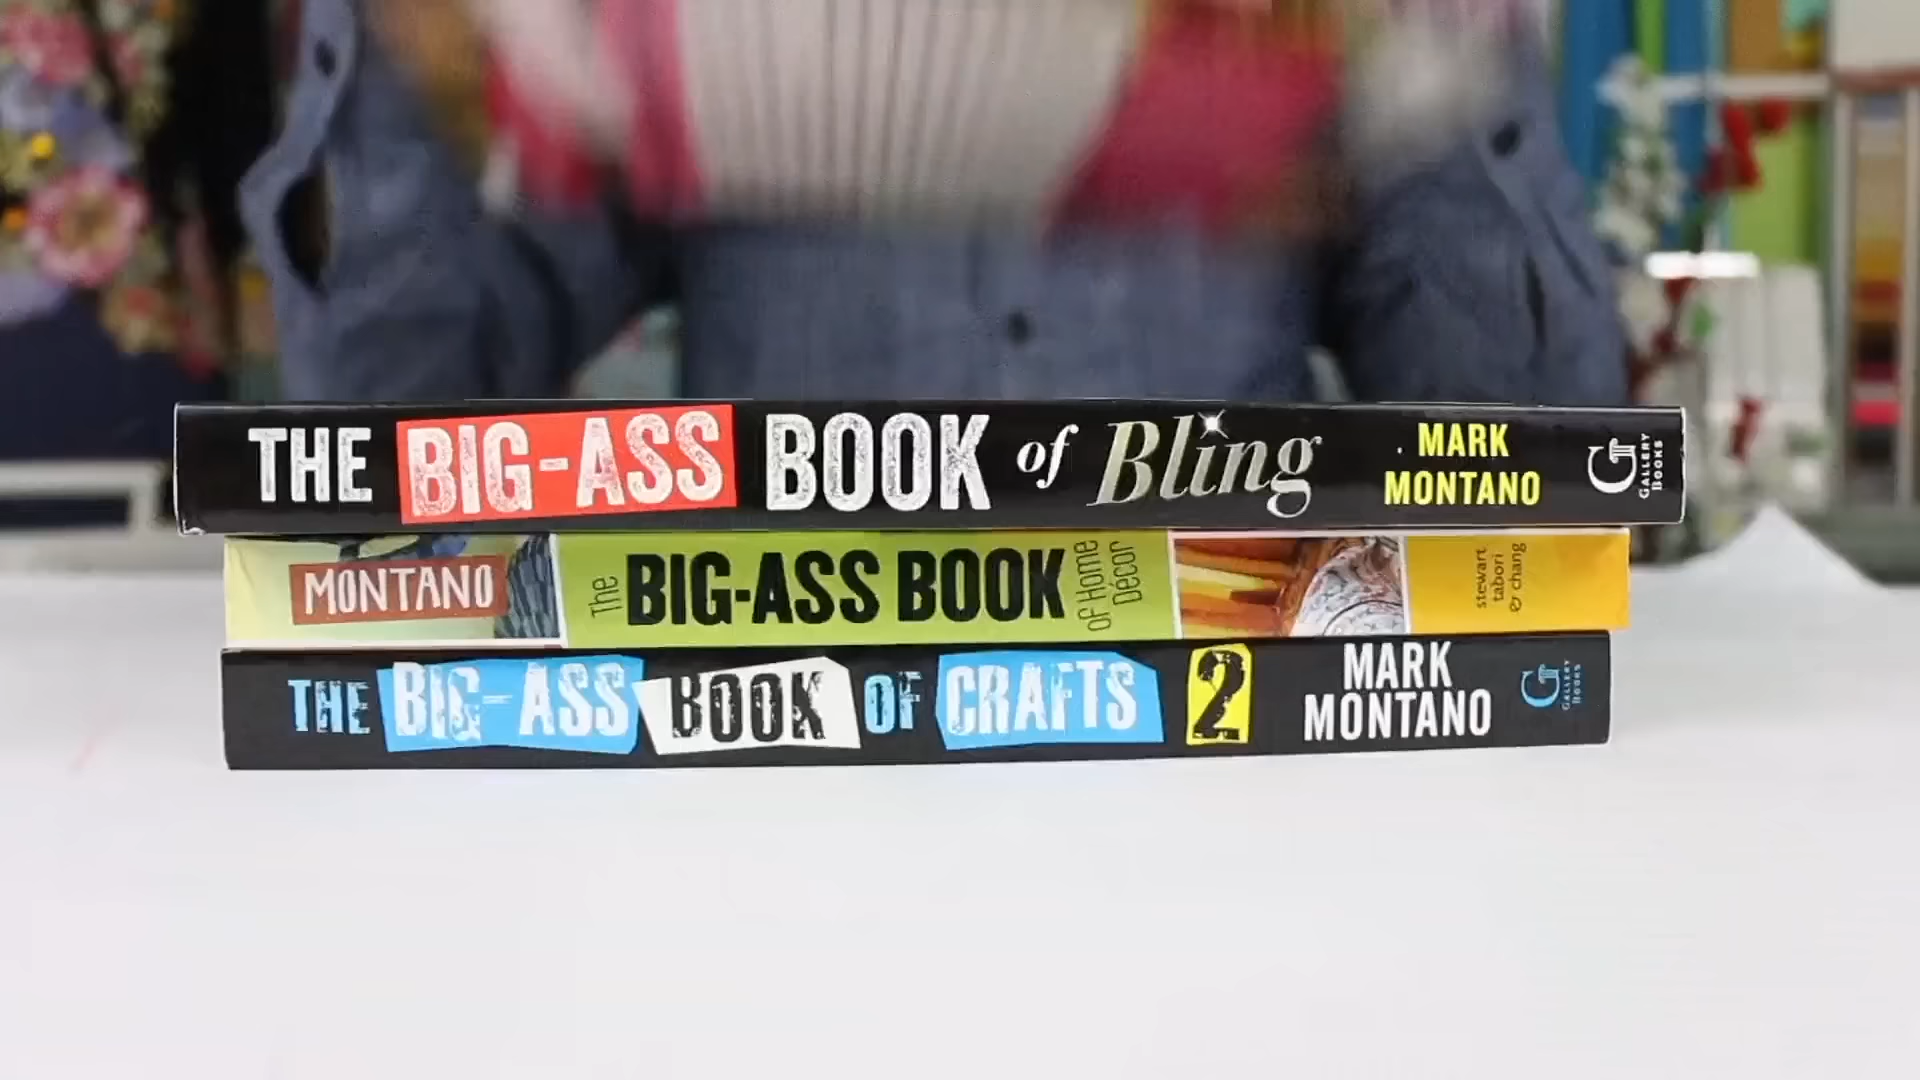 THE BIG-ASS BOOK of Bling
MARK
MONTANO
G
GALLERY
BOOKS
MONTANO
The
BIG-ASS BOOK
of Home
Décor
stewart
tabori
& chang
THE BIG-ASS BOOK OF CRAFTS 2
MARK
MONTANO
G
GALLERY
BOOKS